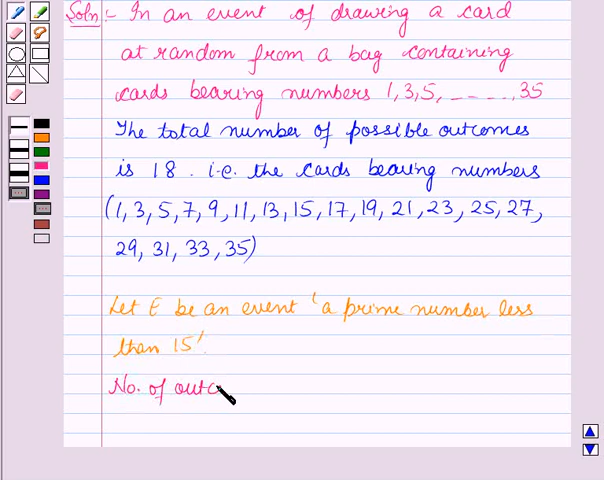 Soln:- In an event of drawing a card
at random from a bag containing
cards bearing numbers 1,3,5, _ _ _ _ , 35
The total number of possible outcomes
is 18 . i.e. the cards bearing numbers
(1, 3, 5, 7, 9, 11, 13, 15, 17, 19, 21, 23, 25, 27,
29, 31, 33, 35)
Let E be an event 'a prime number less
than 15'.
No. of outc